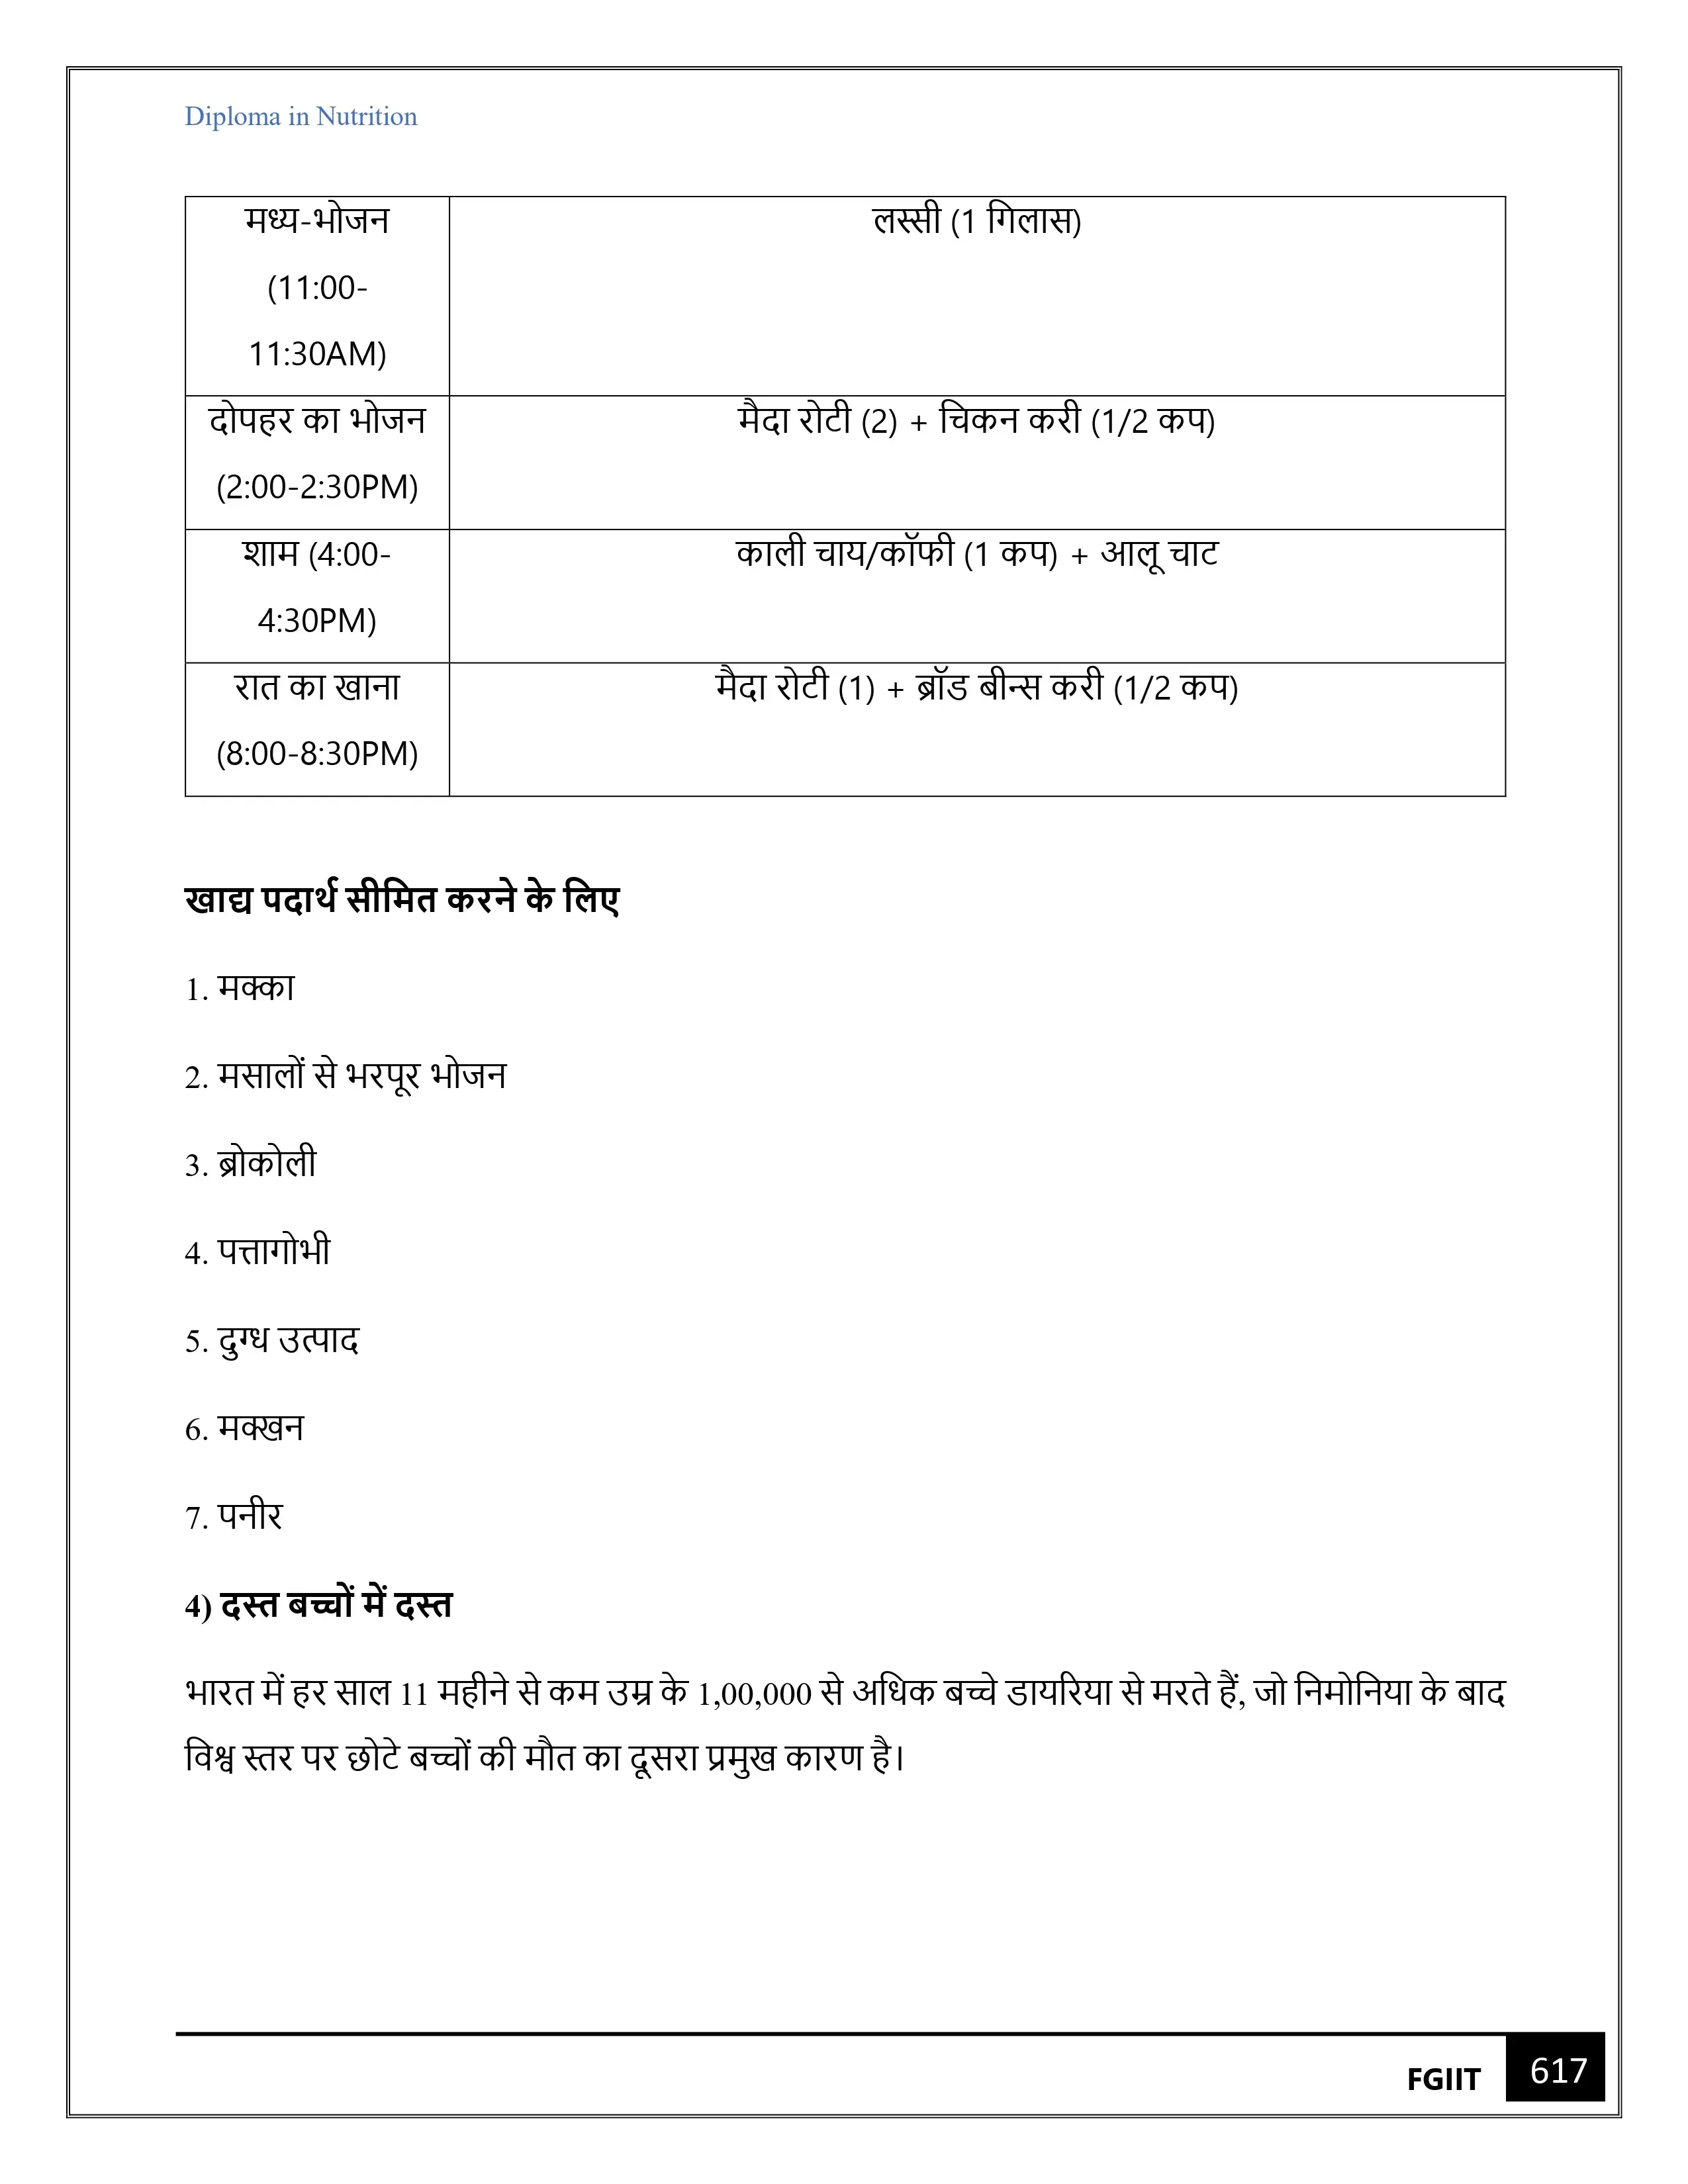 Diploma in Nutrition
मध्य-भोजन
(11:00-
11:30AM)
लस्सी (1 गिलास)
दोपहर का भोजन
(2:00-2:30PM)
मैदा रोटी (2) + चिकन करी (1/2 कप)
शाम (4:00-
4:30PM)
काली चाय/कॉफी (1 कप) + आलू चाट
रात का खाना
(8:00-8:30PM)
मैदा रोटी (1) + ब्रॉड बीन्स करी (1/2 कप)
खाद्य पदार्थ सीमित करने के लिए
1. मक्का
2. मसालों से भरपूर भोजन
3. ब्रोकोली
4. पत्तागोभी
5. दुग्ध उत्पाद
6. मक्खन
7. पनीर
4) दस्त बच्चों में दस्त
भारत में हर साल 11 महीने से कम उम्र के 1,00,000 से अधिक बच्चे डायरिया से मरते हैं, जो निमोनिया के बाद
विश्व स्तर पर छोटे बच्चों की मौत का दूसरा प्रमुख कारण है।
FGIIT 617